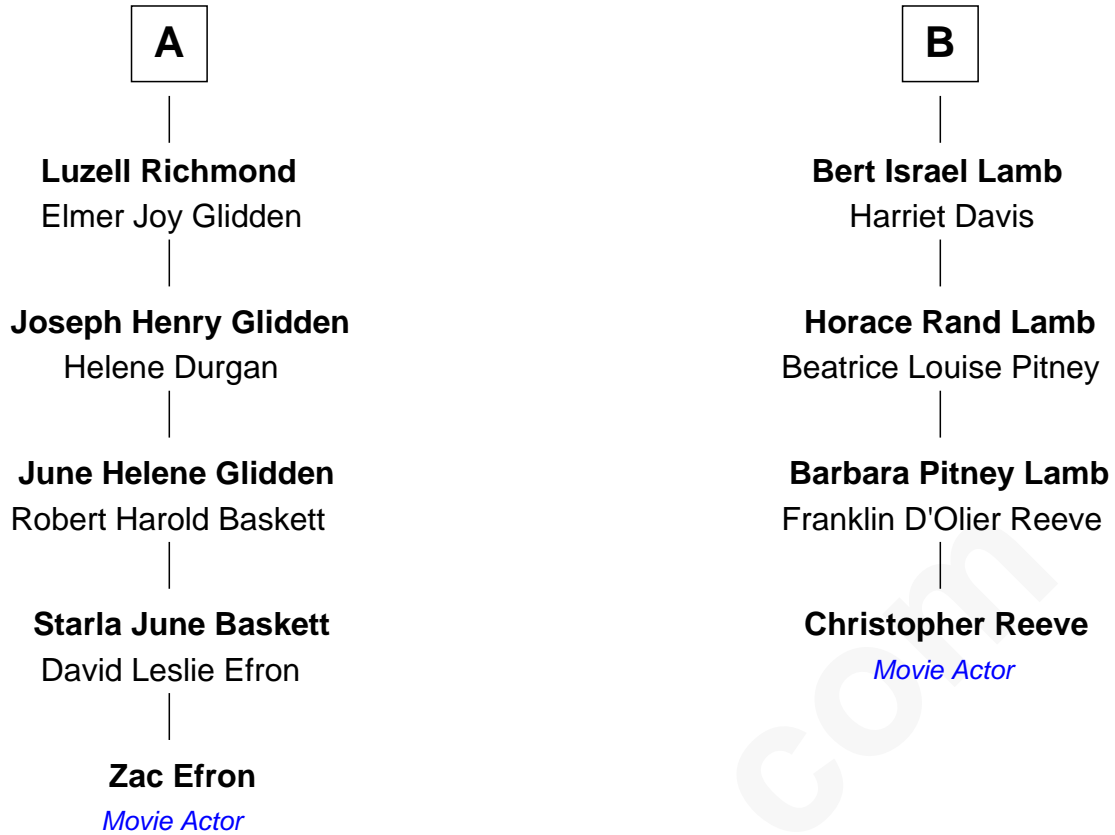 A
Luzell Richmond
Elmer Joy Glidden
Joseph Henry Glidden
Helene Durgan
June Helene Glidden
Robert Harold Baskett
Starla June Baskett
David Leslie Efron
Zac Efron
Movie Actor
B
Bert Israel Lamb
Harriet Davis
Horace Rand Lamb
Beatrice Louise Pitney
Barbara Pitney Lamb
Franklin D'Olier Reeve
Christopher Reeve
Movie Actor
com